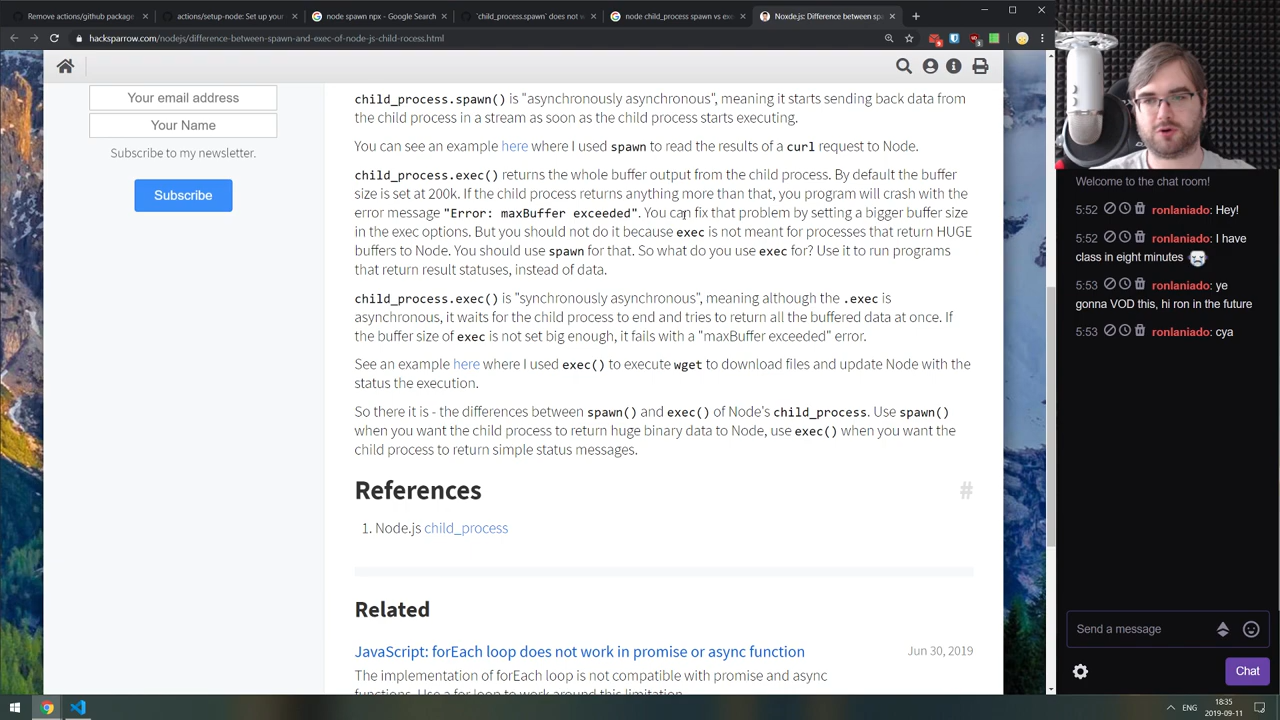 Remove actions/github package
actions/setup-node: Set up your
node spawn npx - Google Search
`child_process.spawn` does not
node child_process spawn vs exe
Noxde.js: Difference between sp
hacksparrow.com/nodejs/difference-between-spawn-and-exec-of-node-js-child-rocess.html
Your email address
Your Name
Subscribe to my newsletter.
Subscribe
child_process.spawn() is "asynchronously asynchronous", meaning it starts sending back data from
the child process in a stream as soon as the child process starts executing.
You can see an example here where I used spawn to read the results of a curl request to Node.
child_process.exec() returns the whole buffer output from the child process. By default the buffer
size is set at 200k. If the child process returns anything more than that, you program will crash with the
error message "Error: maxBuffer exceeded". You can fix that problem by setting a bigger buffer size
in the exec options. But you should not do it because exec is not meant for processes that return HUGE
buffers to Node. You should use spawn for that. So what do you use exec for? Use it to run programs
that return result statuses, instead of data.
child_process.exec() is "synchronously asynchronous", meaning although the .exec is
asynchronous, it waits for the child process to end and tries to return all the buffered data at once. If
the buffer size of exec is not set big enough, it fails with a "maxBuffer exceeded" error.
See an example here where I used exec() to execute wget to download files and update Node with the
status the execution.
So there it is - the differences between spawn() and exec() of Node's child_process. Use spawn()
when you want the child process to return huge binary data to Node, use exec() when you want the
child process to return simple status messages.
References
#
1. Node.js child_process
Related
JavaScript: forEach loop does not work in promise or async function
Jun 30, 2019
The implementation of forEach loop is not compatible with promise and async
functions. Use a for loop to work around this limitation.
Welcome to the chat room!
5:52 ronlaniado: Hey!
5:52 ronlaniado: I have
class in eight minutes
5:53 ronlaniado: ye
gonna VOD this, hi ron in the future
5:53 ronlaniado: cya
Send a message
Chat
ENG
18:35
2019-09-11